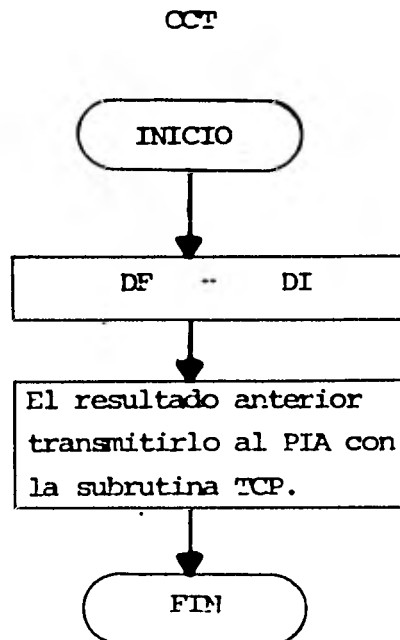 CCT
INICIO
DF - DI
El resultado anterior
transmitirlo al PIA con
la subrutina TCP.
FIN